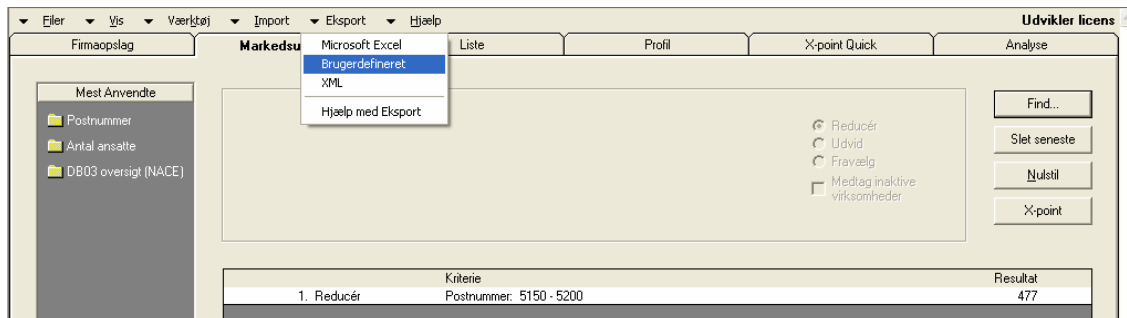 Filer Vis Værktøj Import Eksport Hjælp Udvikler licens
Firmaopslag Markedsu Liste Profil X-point Quick Analyse
Microsoft Excel
Brugerdefineret
XML
Hjælp med Eksport
Mest Anvendte
Postnummer
Antal ansatte
DB03 oversigt (NACE)
Reducér
Udvid
Fravælg
Medtag inaktive
virksomheder
Find...
Slet seneste
Nulstil
X-point
Kriterie Resultat
1. Reducér Postnummer: 5150 - 5200 477